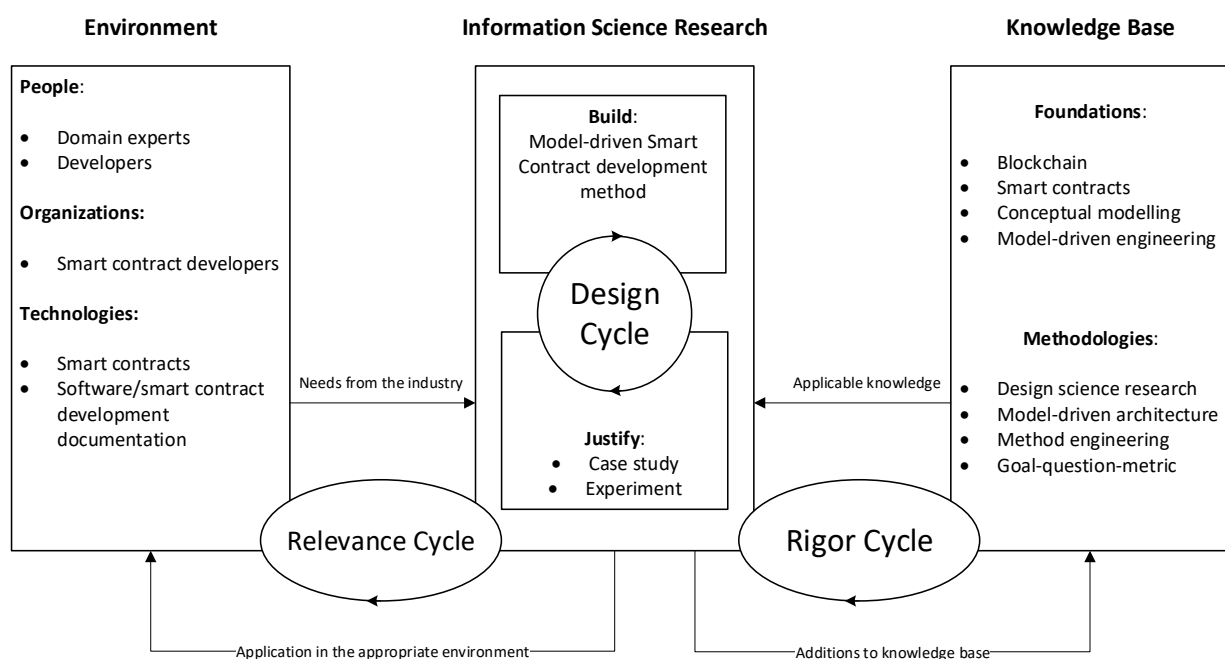 Environment
People:
Domain experts
Developers
Organizations:
Smart contract developers
Technologies:
Smart contracts
Software/smart contract
development
documentation
Needs from the industry
Relevance Cycle
Application in the appropriate environment
Information Science Research
Build:
Model-driven Smart
Contract development
method
Design
Cycle
Justify:
Case study
Experiment
Knowledge Base
Foundations:
Blockchain
Smart contracts
Conceptual modelling
Model-driven engineering
Methodologies:
Design science research
Model-driven architecture
Method engineering
Goal-question-metric
Applicable knowledge
Rigor Cycle
Additions to knowledge base